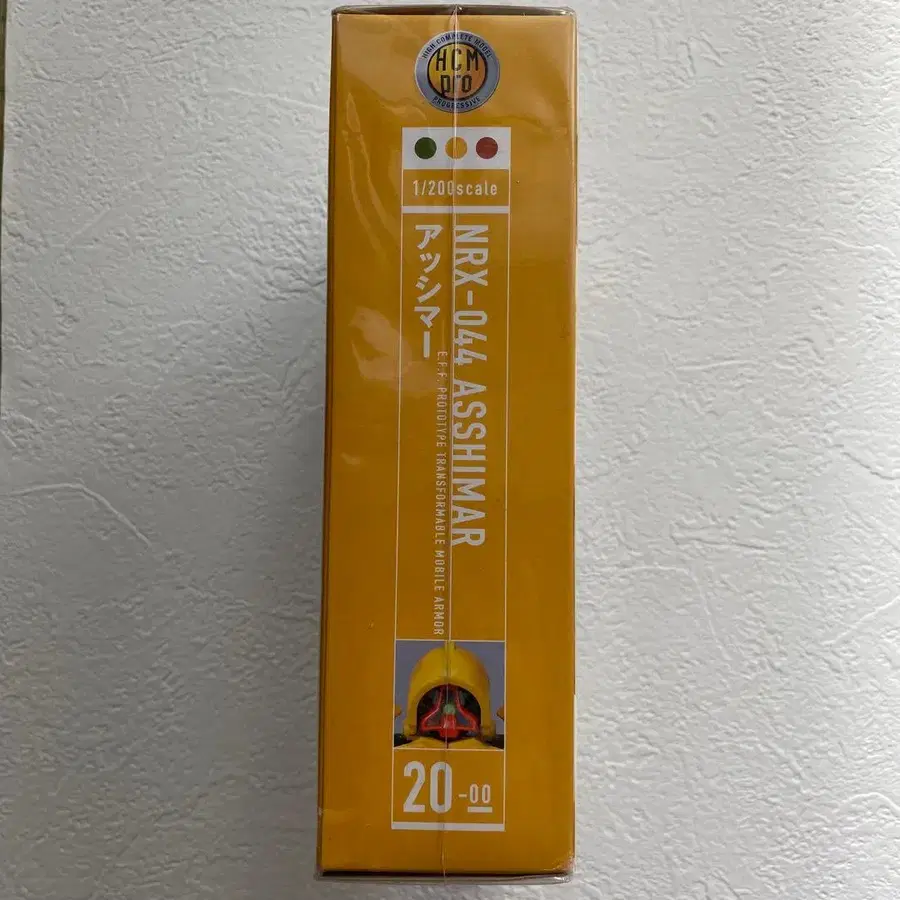 HIGH COMPLETE MODEL
HCM
pro
PROGRESSIVE
1/200scale
NRX-044 ASSHIMAR
アッシマー
E.F.F. PROTOTYPE TRANSFORMABLE MOBILE ARMOR
20-00